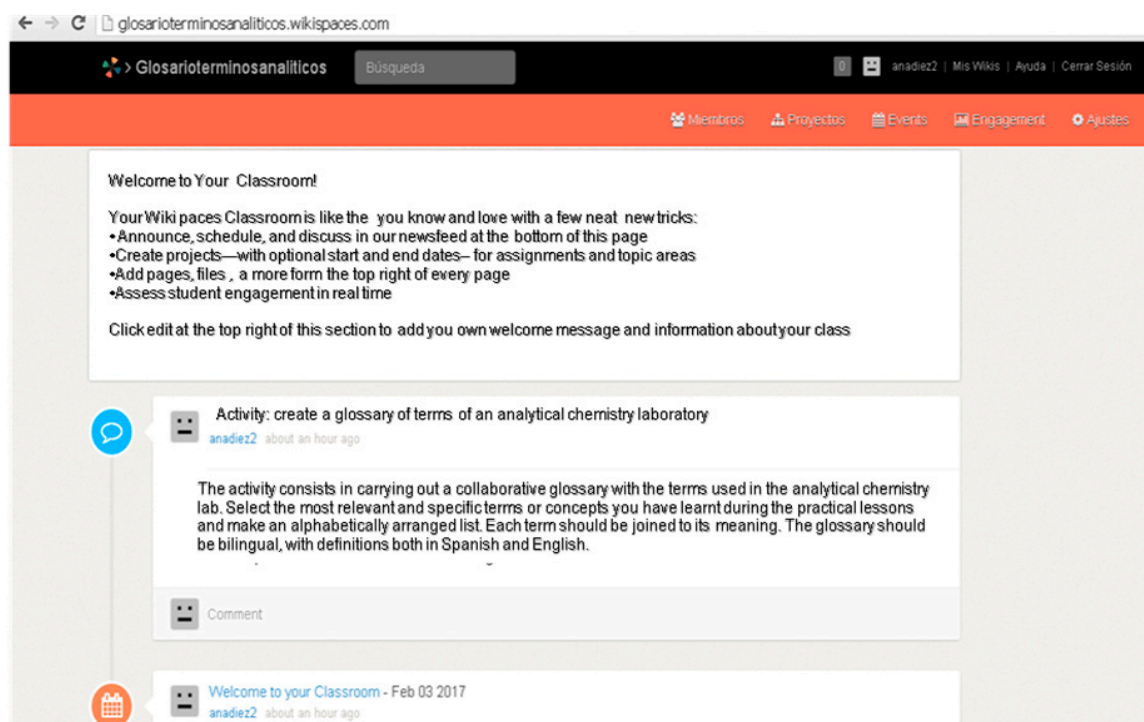 glosarioterminosanaliticos.wikispaces.com
> Glosarioterminosanaliticos Búsqueda 0 anadiez2 | Mis Wikis | Ayuda | Cerrar Sesión
Miembros Proyectos Events Engagement Ajustes
Welcome to Your Classroom!
Your Wiki paces Classroom is like the you know and love with a few neat new tricks:
•Announce, schedule, and discuss in our newsfeed at the bottom of this page
•Create projects—with optional start and end dates– for assignments and topic areas
•Add pages, files , a more form the top right of every page
•Assess student engagement in real time
Click edit at the top right of this section to add you own welcome message and information about your class
Activity: create a glossary of terms of an analytical chemistry laboratory
anadiez2 about an hour ago
The activity consists in carrying out a collaborative glossary with the terms used in the analytical chemistry
lab. Select the most relevant and specific terms or concepts you have learnt during the practical lessons
and make an alphabetically arranged list. Each term should be joined to its meaning. The glossary should
be bilingual, with definitions both in Spanish and English.
Comment
Welcome to your Classroom - Feb 03 2017
anadiez2 about an hour ago